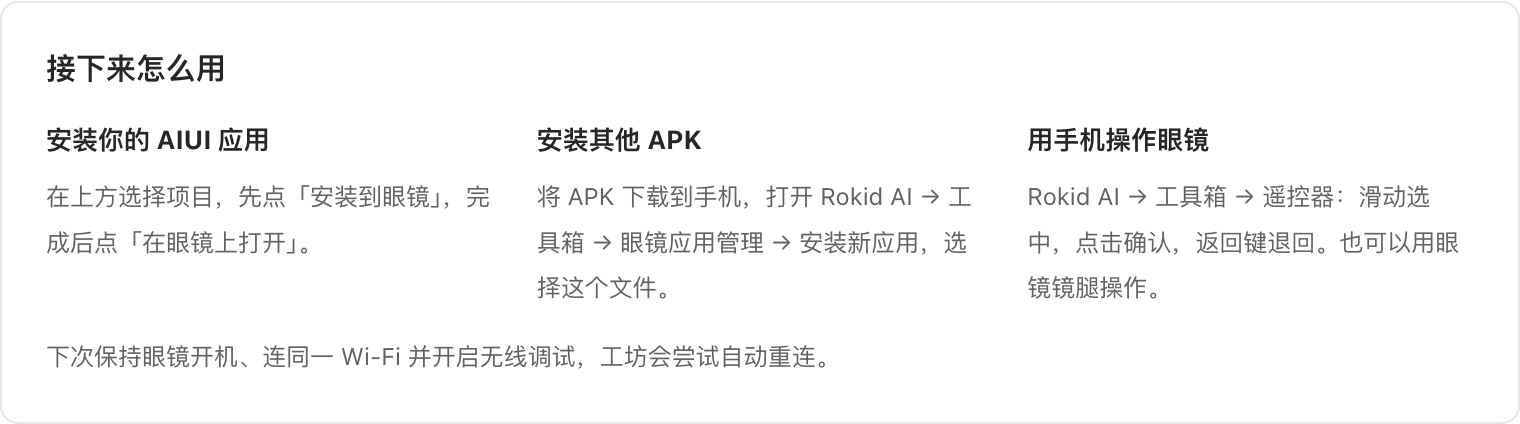 接下来怎么用
安装你的 AIUI 应用
在上方选择项目，先点「安装到眼镜」，完
成后点「在眼镜上打开」。
安装其他 APK
将 APK 下载到手机，打开 Rokid AI → 工
具箱 → 眼镜应用管理 → 安装新应用，选
择这个文件。
用手机操作眼镜
Rokid AI → 工具箱 → 遥控器：滑动选
中，点击确认，返回键退回。也可以用眼
镜镜腿操作。
下次保持眼镜开机、连同一 Wi-Fi 并开启无线调试，工坊会尝试自动重连。